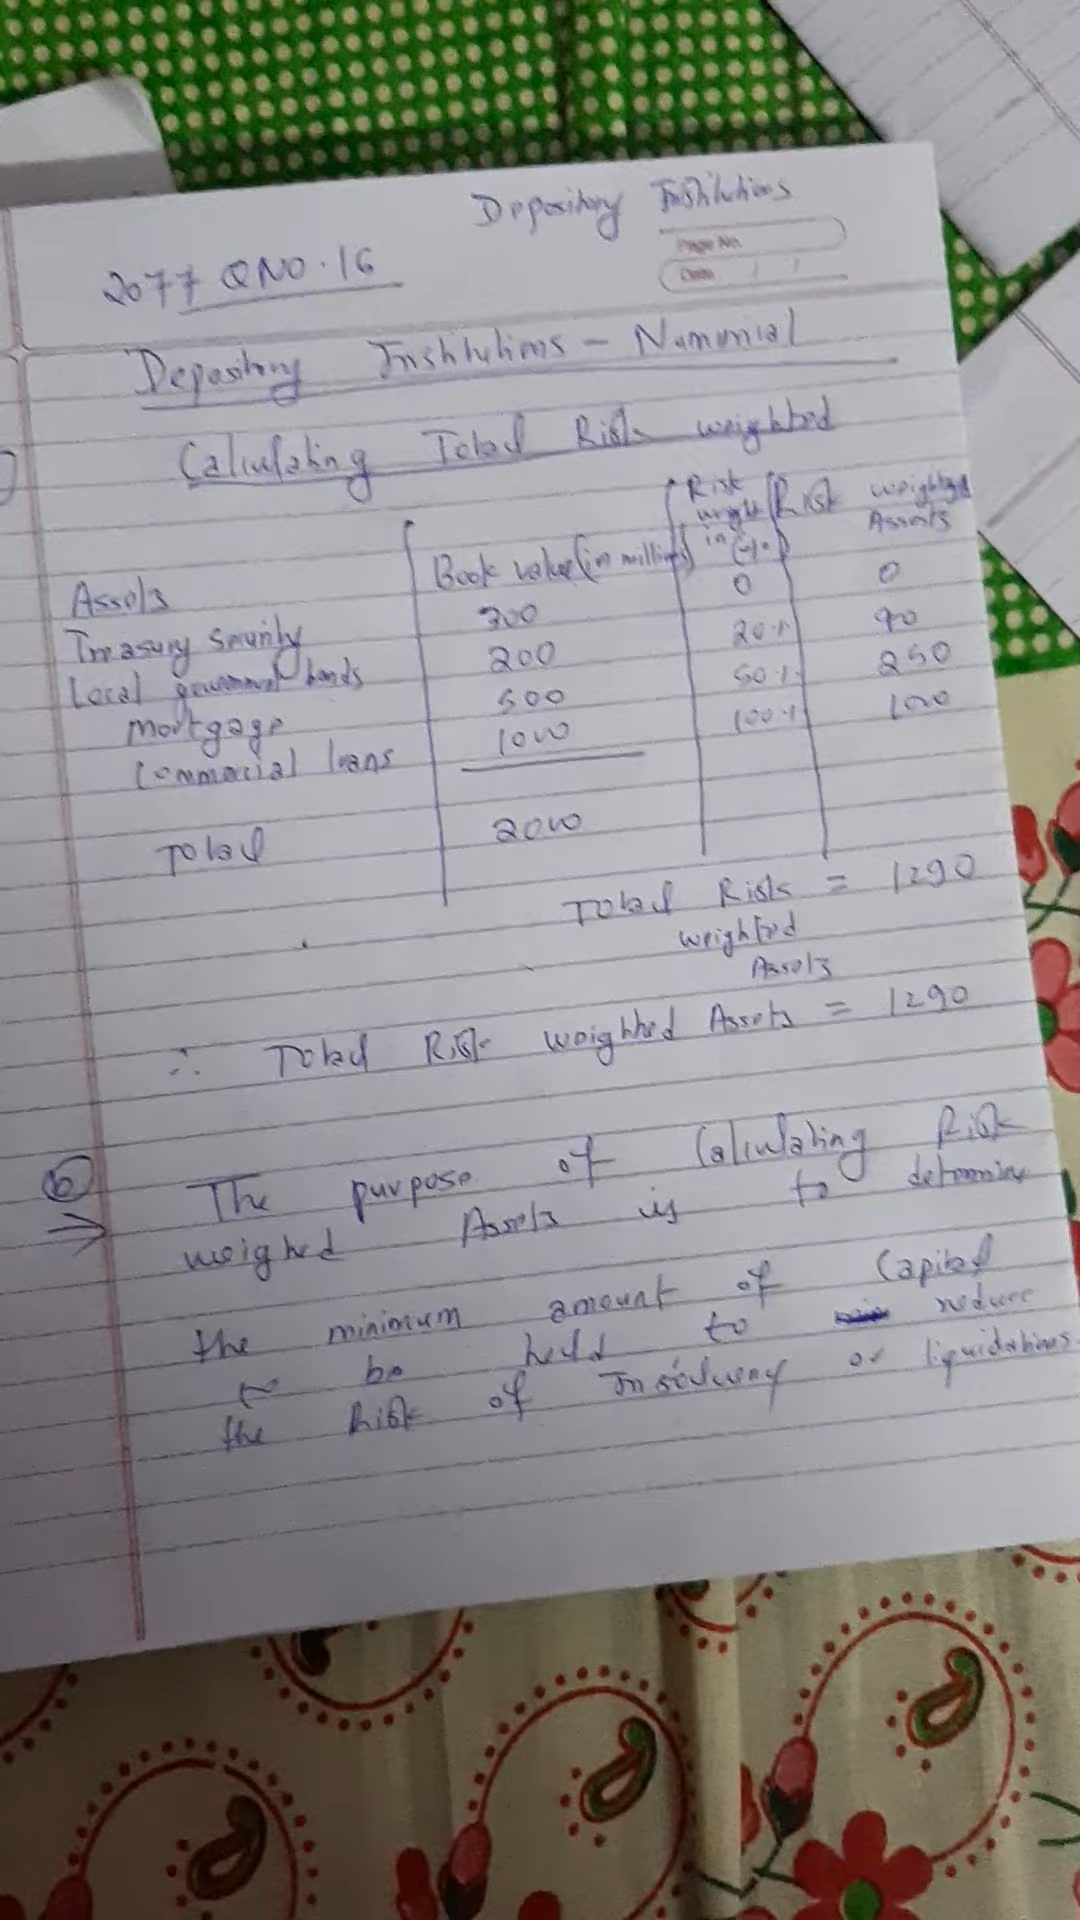 Depository Institutions
Page No.
Date / /
2077 QNO.16
Depository Institutions - Numerical
Calculating Total Risk weighted
Assets | Book value (in millions) | Risk weight in (%) | Risk weighted Assets
Treasury Security 300 0 0
Local government bonds 200 20% 40
Mortgage 500 50% 250
Commercial loans 1000 100% 1000
Total 2000
Total Risk = 1290
weighted
Assets
∴ Total Risk weighted Assets = 1290
(b)
⇒ The purpose of Calculating Risk
weighed Assets is to determine
the minimum amount of Capital
to be held to reduce
the Risk of Insolvency or liquidations